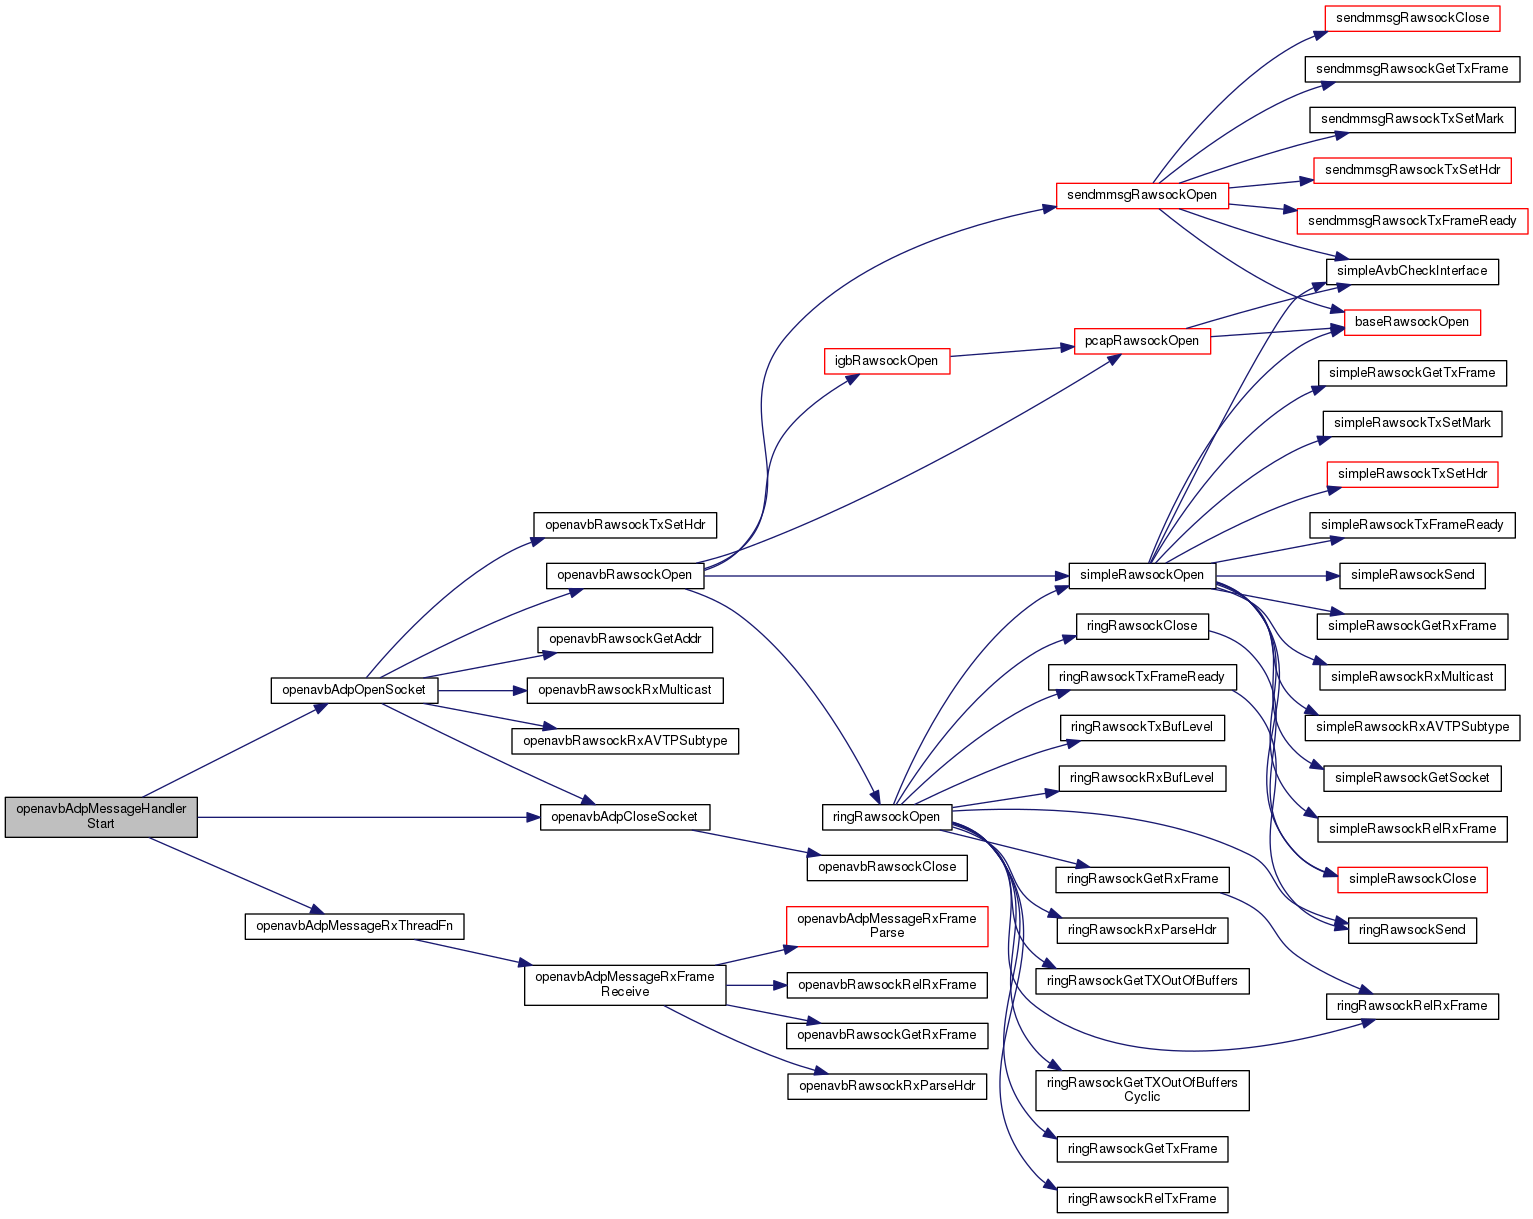 sendmmsgRawsockClose
sendmmsgRawsockGetTxFrame
sendmmsgRawsockTxSetMark
sendmmsgRawsockTxSetHdr
sendmmsgRawsockOpen
sendmmsgRawsockTxFrameReady
simpleAvbCheckInterface
baseRawsockOpen
pcapRawsockOpen
igbRawsockOpen
simpleRawsockGetTxFrame
simpleRawsockTxSetMark
simpleRawsockTxSetHdr
openavbRawsockTxSetHdr
simpleRawsockTxFrameReady
openavbRawsockOpen
simpleRawsockOpen
simpleRawsockSend
ringRawsockClose
simpleRawsockGetRxFrame
openavbRawsockGetAddr
ringRawsockTxFrameReady
simpleRawsockRxMulticast
openavbAdpOpenSocket
openavbRawsockRxMulticast
ringRawsockTxBufLevel
simpleRawsockRxAVTPSubtype
openavbRawsockRxAVTPSubtype
ringRawsockRxBufLevel
simpleRawsockGetSocket
openavbAdpMessageHandler
Start
openavbAdpCloseSocket
ringRawsockOpen
simpleRawsockRelRxFrame
openavbRawsockClose
ringRawsockGetRxFrame
simpleRawsockClose
openavbAdpMessageRxThreadFn
openavbAdpMessageRxFrame
Parse
ringRawsockRxParseHdr
ringRawsockSend
openavbAdpMessageRxFrame
Receive
openavbRawsockRelRxFrame
ringRawsockGetTXOutOfBuffers
ringRawsockRelRxFrame
openavbRawsockGetRxFrame
openavbRawsockRxParseHdr
ringRawsockGetTXOutOfBuffers
Cyclic
ringRawsockGetTxFrame
ringRawsockRelTxFrame